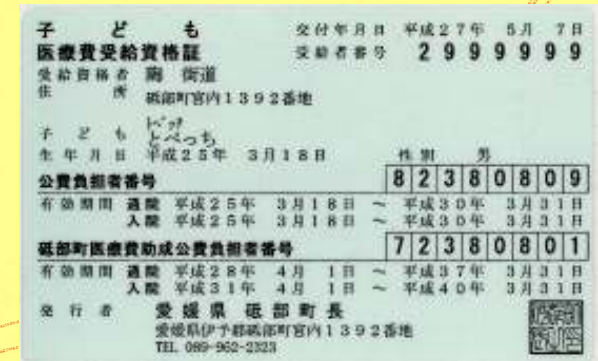 子ども 交付年月日 平成27年 5月 7日
医療費受給資格証 受給者番号 2999999
受給資格者 陶 街道
住所 砥部町宮内1392番地
子ども とべっち
生年月日 平成25年 3月18日 性別 男
公費負担者番号 82380809
有効期間 通院 平成25年 3月18日 ～ 平成30年 3月31日
入院 平成25年 3月18日 ～ 平成30年 3月31日
砥部町医療費助成公費負担者番号 72380801
有効期間 通院 平成28年 4月 1日 ～ 平成37年 3月31日
入院 平成31年 4月 1日 ～ 平成40年 3月31日
発行者 愛媛県 砥部町長
愛媛県伊予郡砥部町宮内1392番地
TEL 089-962-2323